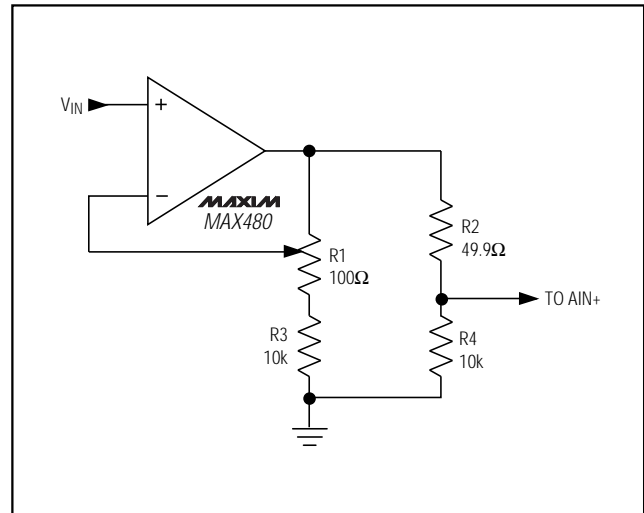 V_IN
+
−
MAXIM
MAX480
R1
100Ω
R2
49.9Ω
TO AIN+
R3
10k
R4
10k